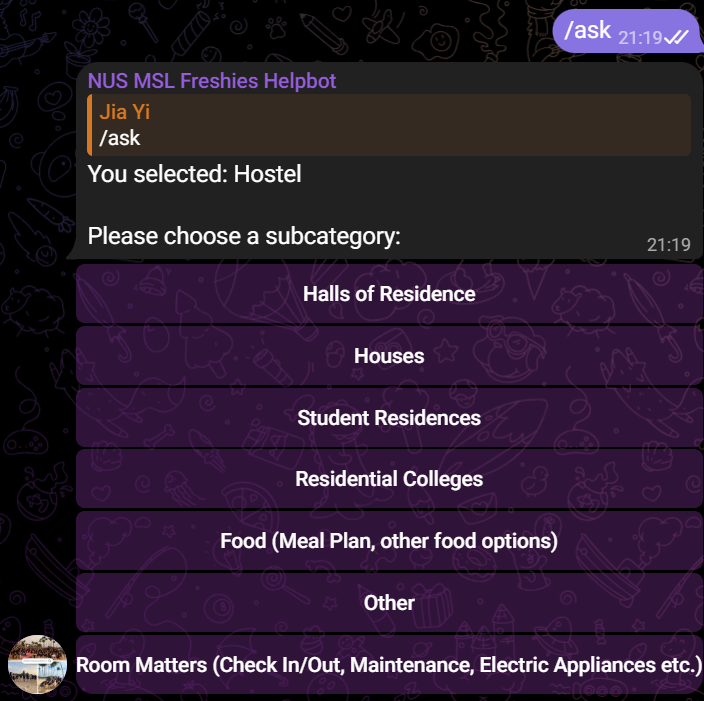 /ask 21:19
NUS MSL Freshies Helpbot
Jia Yi
/ask
You selected: Hostel
Please choose a subcategory:
21:19
Halls of Residence
Houses
Student Residences
Residential Colleges
Food (Meal Plan, other food options)
Other
Room Matters (Check In/Out, Maintenance, Electric Appliances etc.)